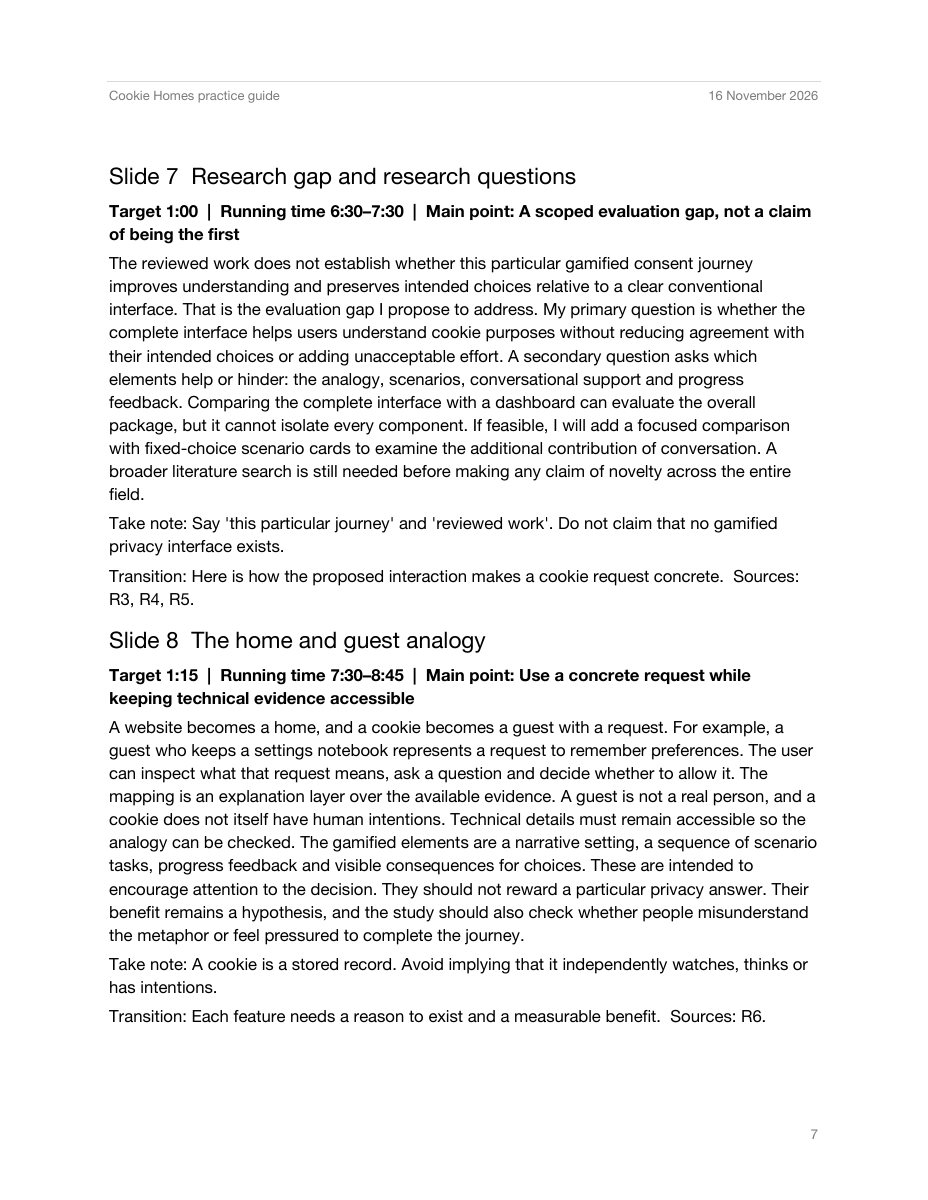 Cookie Homes practice guide
16 November 2026
Slide 7  Research gap and research questions
Target 1:00  |  Running time 6:30–7:30  |  Main point: A scoped evaluation gap, not a claim
of being the first
The reviewed work does not establish whether this particular gamified consent journey
improves understanding and preserves intended choices relative to a clear conventional
interface. That is the evaluation gap I propose to address. My primary question is whether the
complete interface helps users understand cookie purposes without reducing agreement with
their intended choices or adding unacceptable effort. A secondary question asks which
elements help or hinder: the analogy, scenarios, conversational support and progress
feedback. Comparing the complete interface with a dashboard can evaluate the overall
package, but it cannot isolate every component. If feasible, I will add a focused comparison
with fixed-choice scenario cards to examine the additional contribution of conversation. A
broader literature search is still needed before making any claim of novelty across the entire
field.
Take note: Say 'this particular journey' and 'reviewed work'. Do not claim that no gamified
privacy interface exists.
Transition: Here is how the proposed interaction makes a cookie request concrete.  Sources:
R3, R4, R5.
Slide 8  The home and guest analogy
Target 1:15  |  Running time 7:30–8:45  |  Main point: Use a concrete request while
keeping technical evidence accessible
A website becomes a home, and a cookie becomes a guest with a request. For example, a
guest who keeps a settings notebook represents a request to remember preferences. The user
can inspect what that request means, ask a question and decide whether to allow it. The
mapping is an explanation layer over the available evidence. A guest is not a real person, and a
cookie does not itself have human intentions. Technical details must remain accessible so the
analogy can be checked. The gamified elements are a narrative setting, a sequence of scenario
tasks, progress feedback and visible consequences for choices. These are intended to
encourage attention to the decision. They should not reward a particular privacy answer. Their
benefit remains a hypothesis, and the study should also check whether people misunderstand
the metaphor or feel pressured to complete the journey.
Take note: A cookie is a stored record. Avoid implying that it independently watches, thinks or
has intentions.
Transition: Each feature needs a reason to exist and a measurable benefit.  Sources: R6.
7